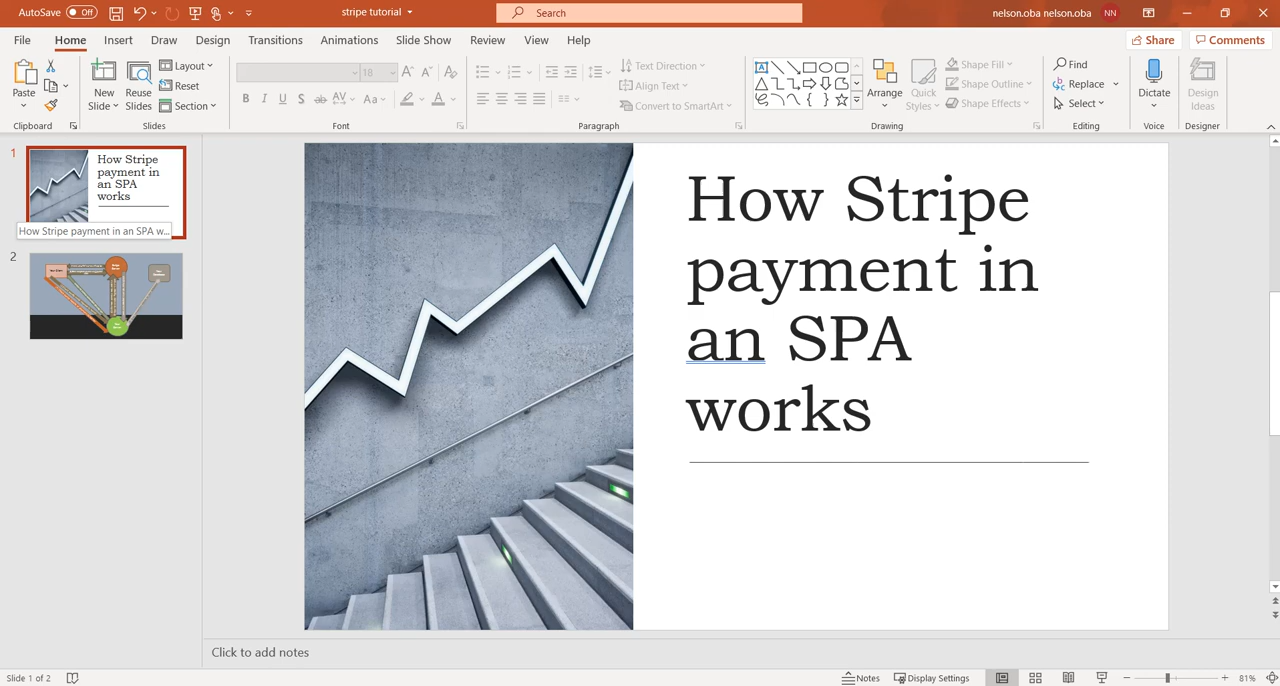 AutoSave Off
stripe tutorial
Search
nelson.oba nelson.oba NN
File Home Insert Draw Design Transitions Animations Slide Show Review View Help
Share Comments
Paste
Clipboard
New Slide
Reuse Slides
Layout
Reset
Section
Slides
18
B I U S ab AV Aa A
Font
Text Direction
Align Text
Convert to SmartArt
Paragraph
Arrange
Quick Styles
Shape Fill
Shape Outline
Shape Effects
Drawing
Find
Replace
Select
Editing
Dictate
Voice
Design Ideas
Designer
1
How Stripe
payment in
an SPA
works
How Stripe payment in an SPA w...
2
How Stripe
payment in
an SPA
works
Click to add notes
Slide 1 of 2
Notes
Display Settings
81%